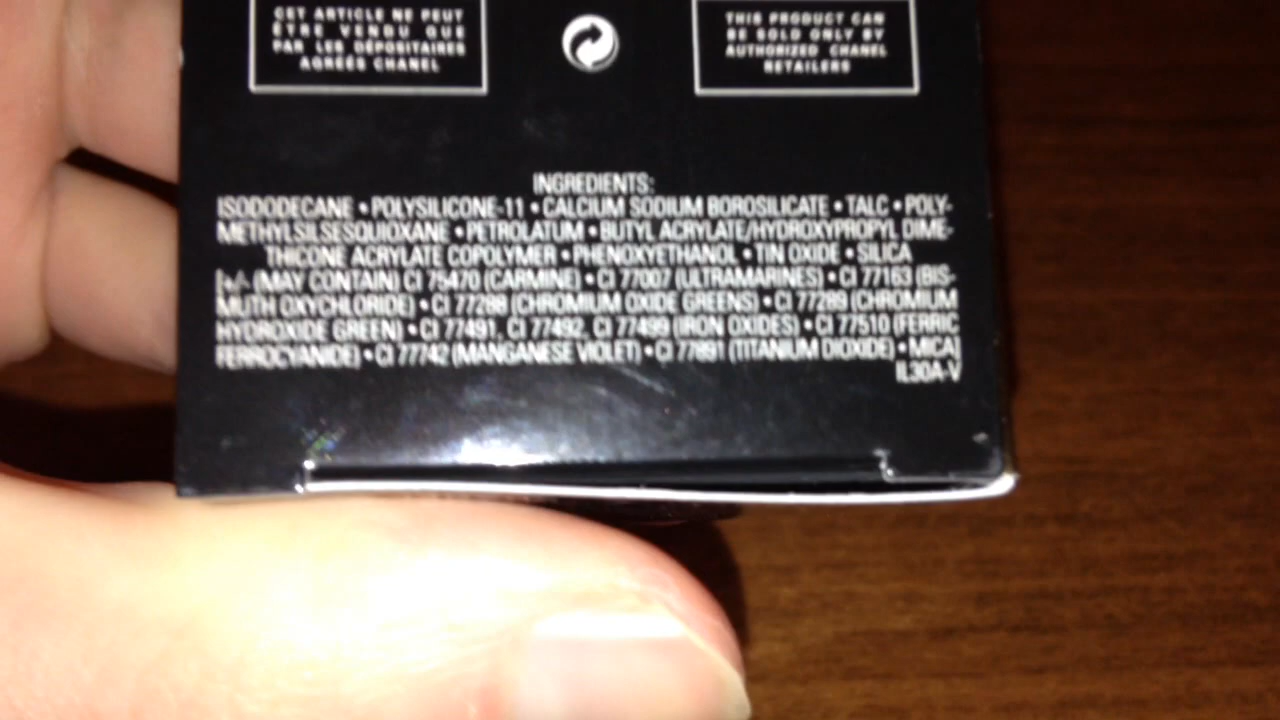 CET ARTICLE NE PEUT
ÊTRE VENDU QUE
PAR LES DÉPOSITAIRES
AGRÉÉS CHANEL
THIS PRODUCT CAN
BE SOLD ONLY BY
AUTHORIZED CHANEL
RETAILERS
INGREDIENTS:
ISODODECANE • POLYSILICONE-11 • CALCIUM SODIUM BOROSILICATE • TALC • POLY-
METHYLSILSESQUIOXANE • PETROLATUM • BUTYL ACRYLATE/HYDROXYPROPYL DIME-
THICONE ACRYLATE COPOLYMER • PHENOXYETHANOL • TIN OXIDE • SILICA
[+/- (MAY CONTAIN) CI 75470 (CARMINE) • CI 77007 (ULTRAMARINES) • CI 77163 (BIS-
MUTH OXYCHLORIDE) • CI 77288 (CHROMIUM OXIDE GREENS) • CI 77289 (CHROMIUM
HYDROXIDE GREEN) • CI 77491, CI 77492, CI 77499 (IRON OXIDES) • CI 77510 (FERRIC
FERROCYANIDE) • CI 77742 (MANGANESE VIOLET) • CI 77891 (TITANIUM DIOXIDE) • MICA]
IL30A-V